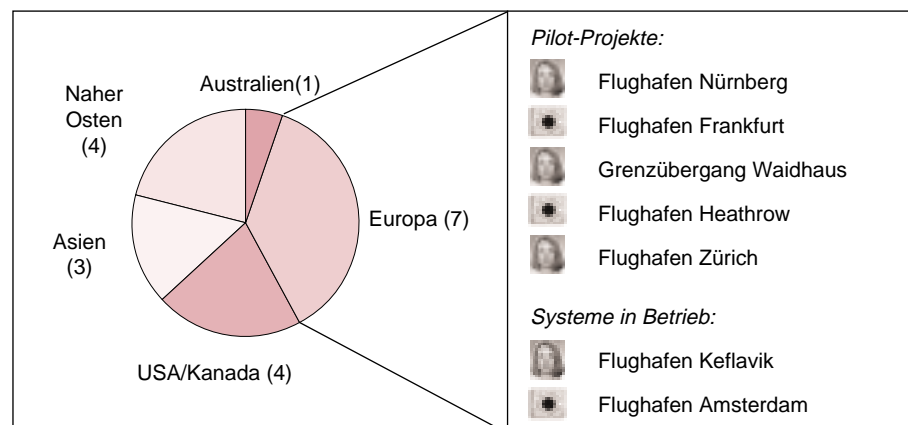 Australien(1)
Naher
Osten
(4)
Europa (7)
Asien
(3)
USA/Kanada (4)
Pilot-Projekte:
Flughafen Nürnberg
Flughafen Frankfurt
Grenzübergang Waidhaus
Flughafen Heathrow
Flughafen Zürich
Systeme in Betrieb:
Flughafen Keflavik
Flughafen Amsterdam